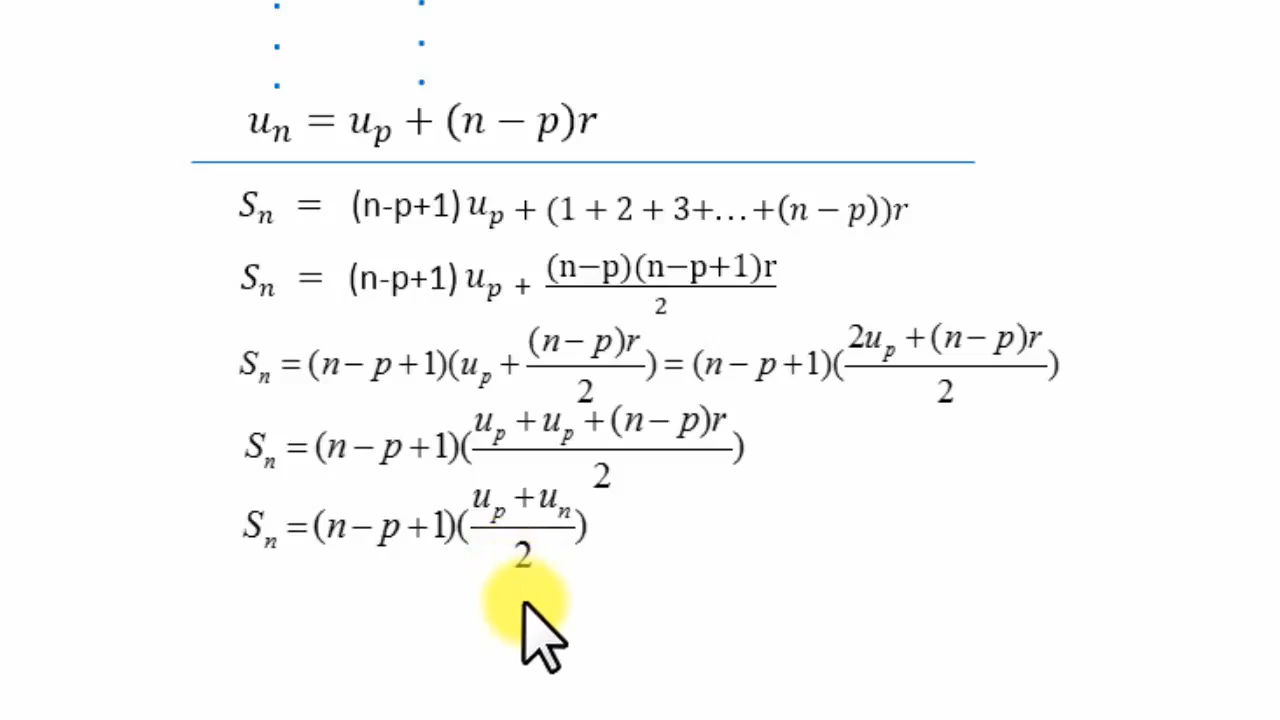 uₙ = uₚ + (n − p)r
Sₙ = (n-p+1) uₚ + (1 + 2 + 3+...+(n − p))r
Sₙ = (n-p+1) uₚ + (n−p)(n−p+1)r / 2
Sₙ = (n − p + 1)(uₚ + (n − p)r / 2) = (n − p + 1)(2uₚ + (n − p)r / 2)
Sₙ = (n − p + 1)(uₚ + uₚ + (n − p)r / 2)
Sₙ = (n − p + 1)(uₚ + uₙ / 2)